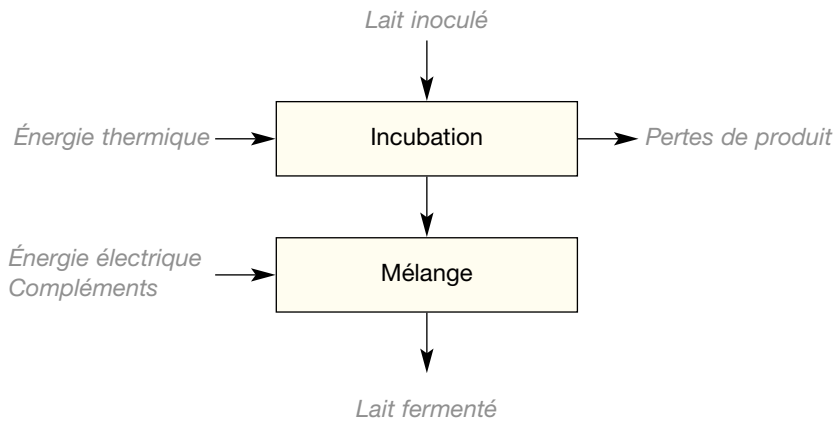 Lait inoculé
Énergie thermique
Incubation
Pertes de produit
Énergie électrique
Compléments
Mélange
Lait fermenté